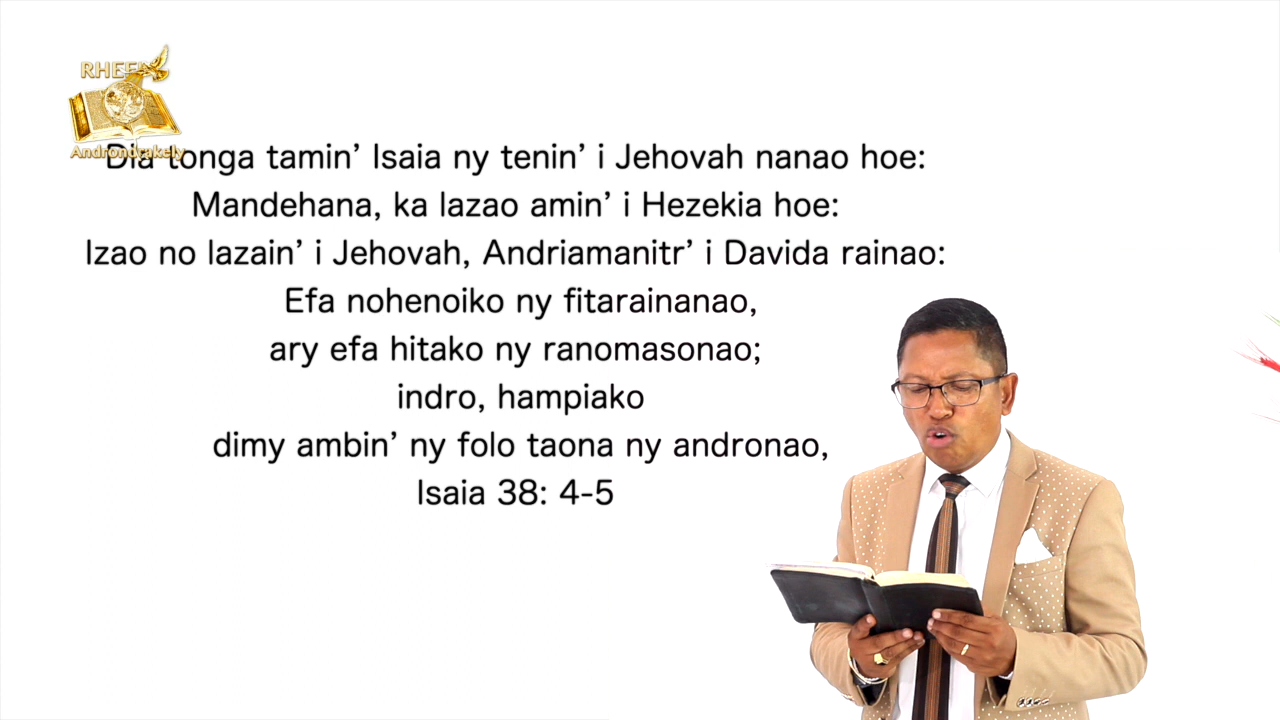 RHEE
Androndrakely
Dia tonga tamin’ Isaia ny tenin’ i Jehovah nanao hoe:
Mandehana, ka lazao amin’ i Hezekia hoe:
Izao no lazain’ i Jehovah, Andriamanitr’ i Davida rainao:
Efa nohenoiko ny fitarainanao,
ary efa hitako ny ranomasonao;
indro, hampiako
dimy ambin’ ny folo taona ny andronao,
Isaia 38: 4-5